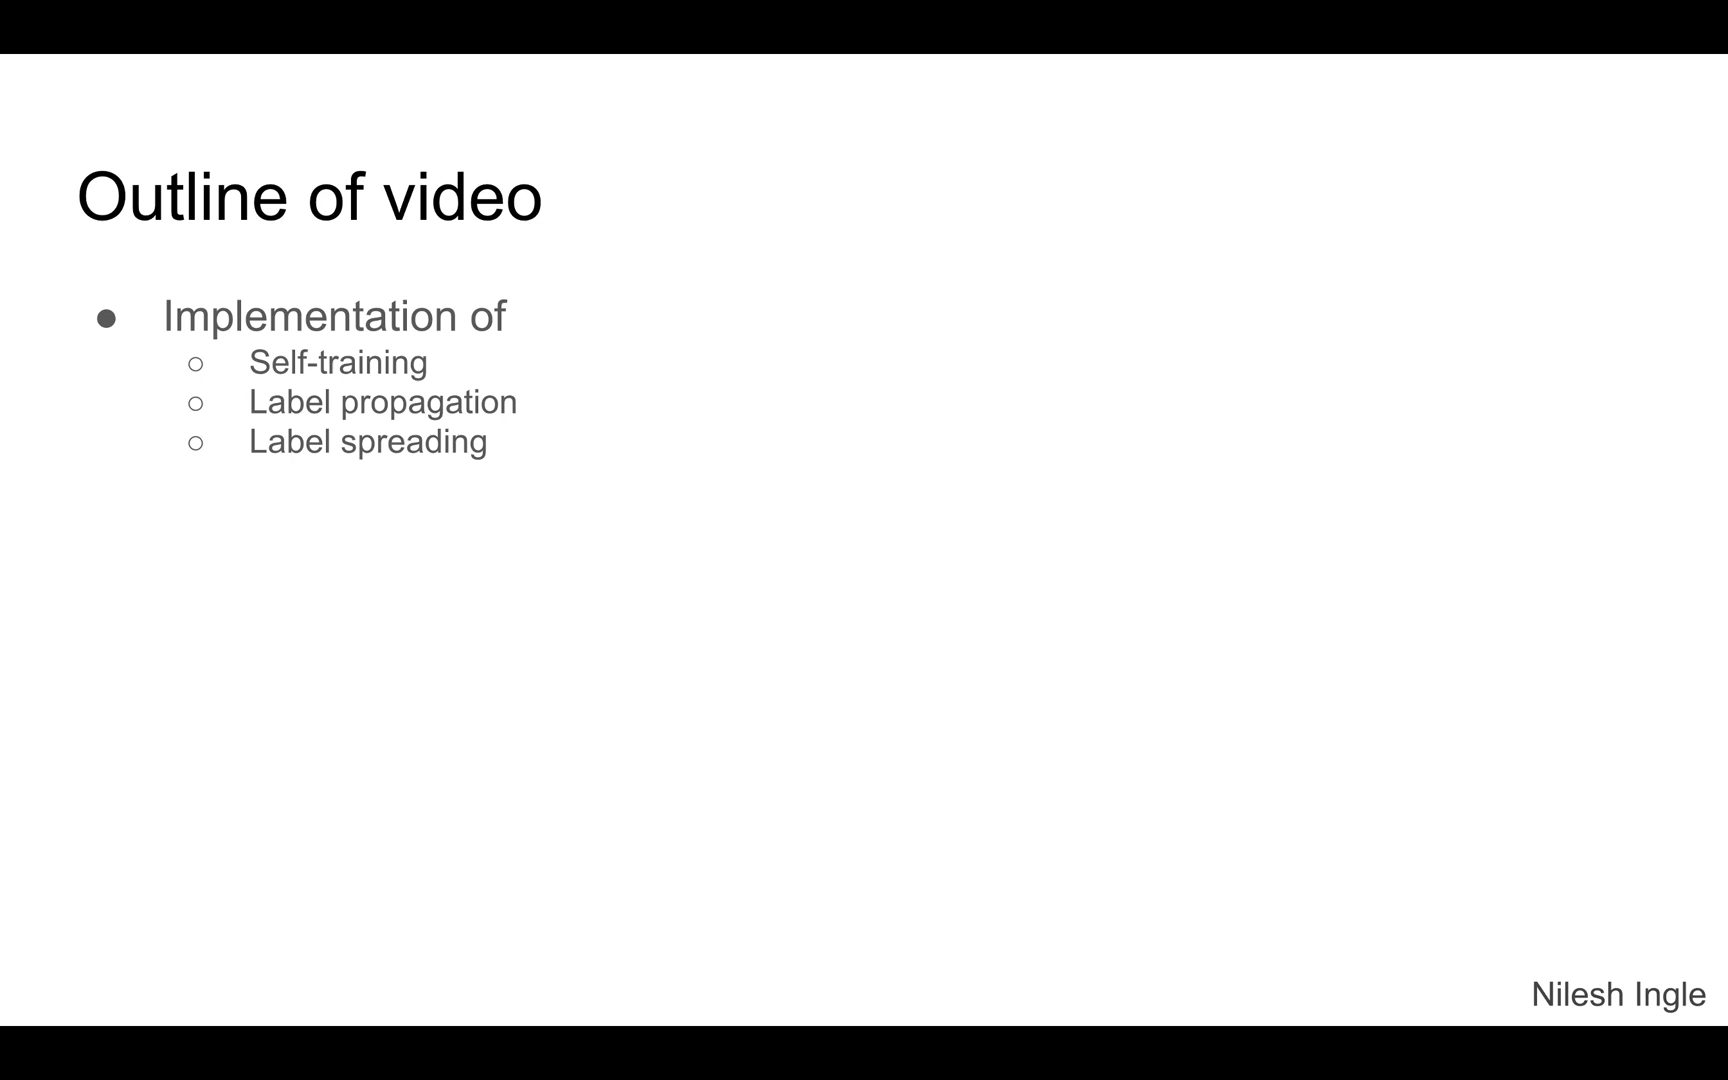 Outline of video
● Implementation of
○ Self-training
○ Label propagation
○ Label spreading
Nilesh Ingle